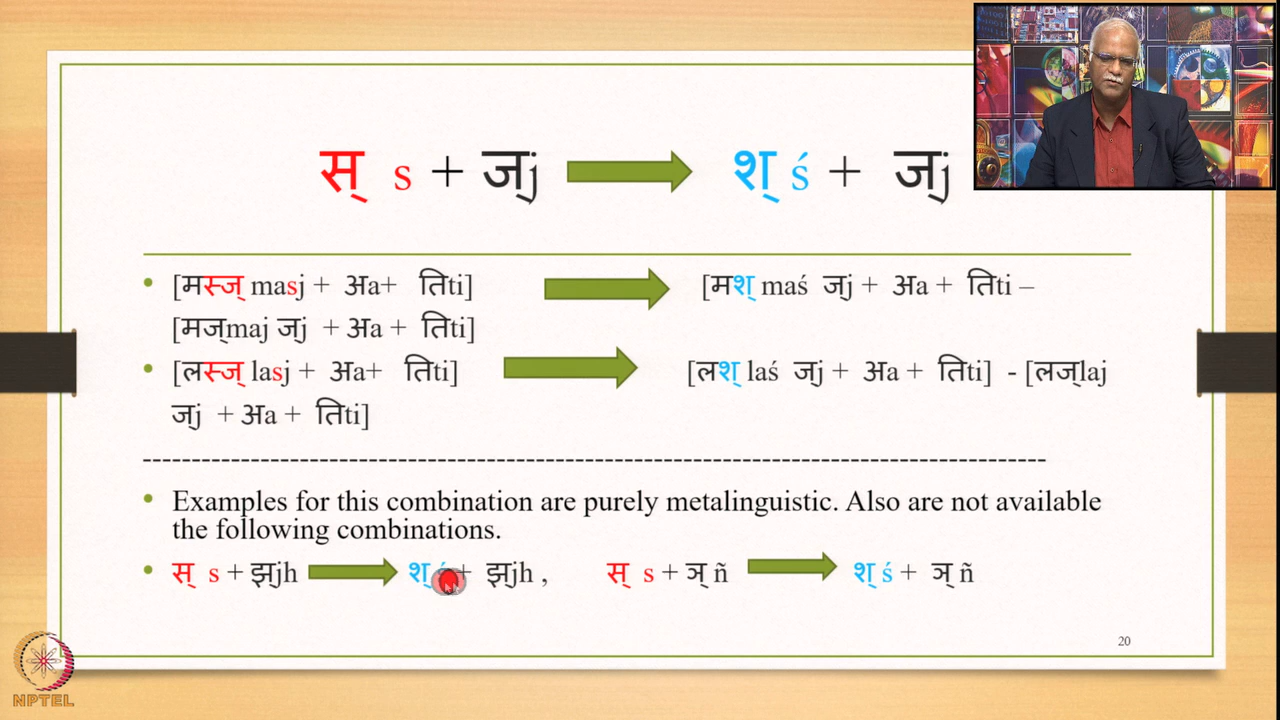 स् s + ज्j श् ś + ज्j
• [मस्ज् masj + अa+ तिti] [मश् maś ज्j + अa + तिti –
[मज्maj ज्j + अa + तिti]
• [लस्ज् lasj + अa+ तिti] [लश् laś ज्j + अa + तिti] - [लज्laj
ज्j + अa + तिti]
-----------------------------------------------------------------------------------------
• Examples for this combination are purely metalinguistic. Also are not available
the following combinations.
• स् s + झ्jh श् ś + झ्jh , स् s + ञ् ñ श् ś + ञ् ñ
20
NPTEL